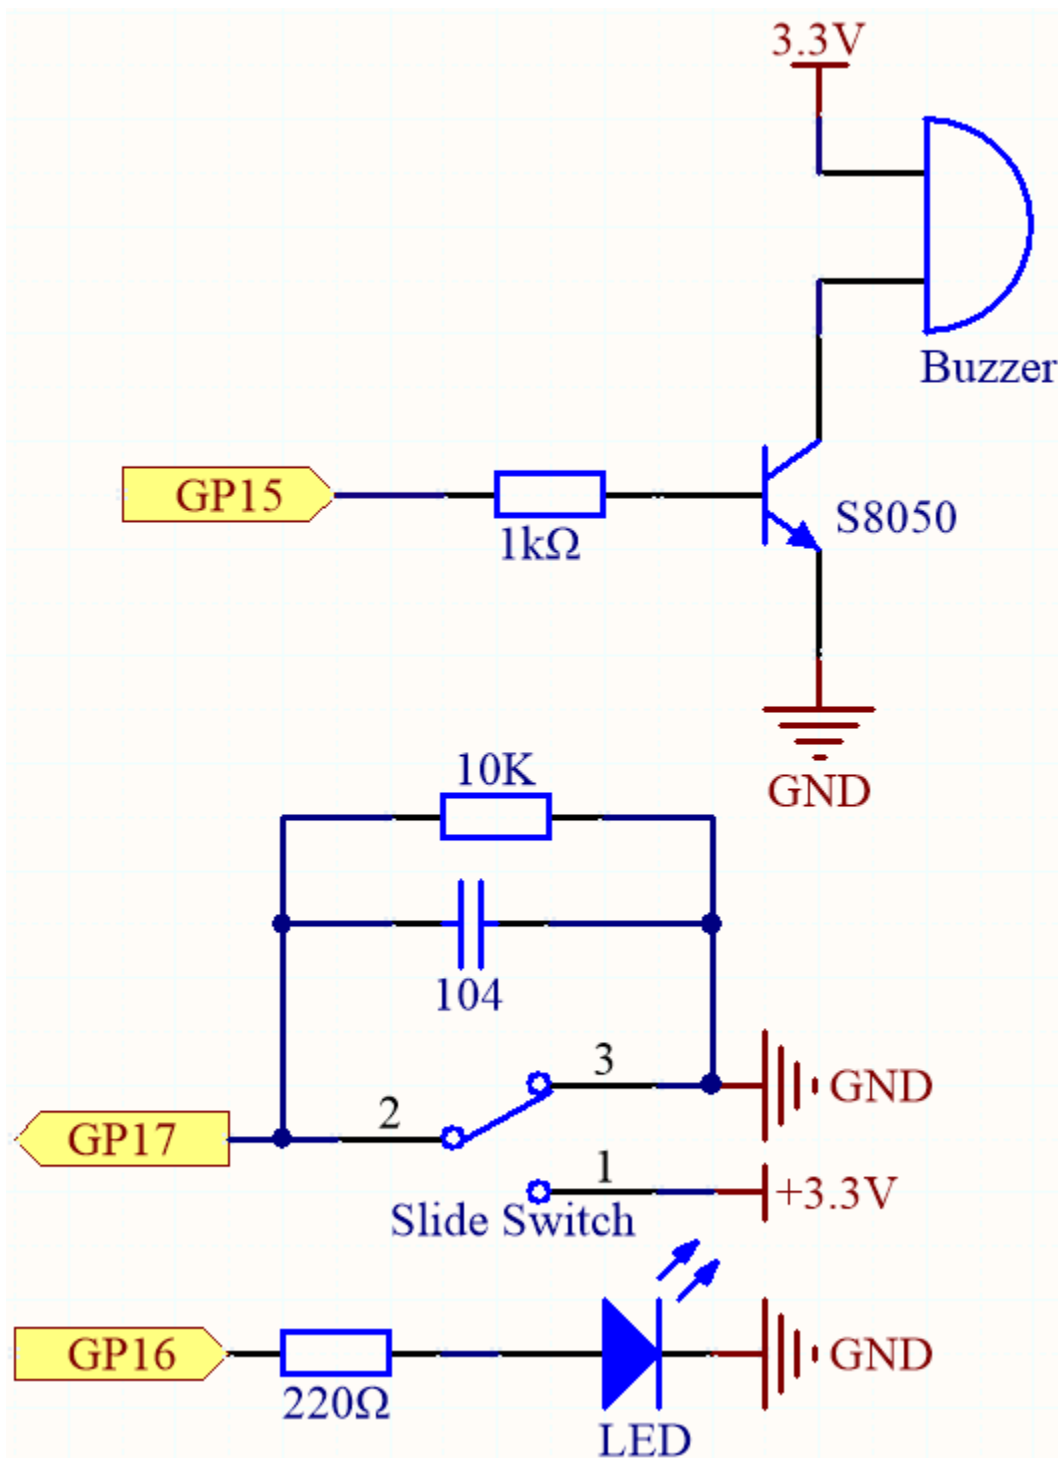 3.3V
Buzzer
GP15
1kΩ
S8050
GND
10K
104
3
GND
2
GP17
1
+3.3V
Slide Switch
GP16
220Ω
LED
GND